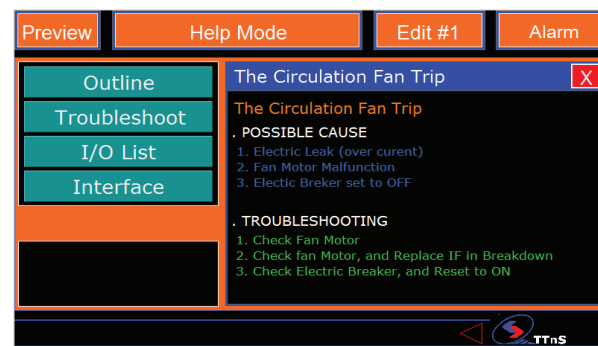 Preview
Help Mode
Edit #1
Alarm
Outline
Troubleshoot
I/O List
Interface
The Circulation Fan Trip
X
The Circulation Fan Trip
. POSSIBLE CAUSE
1. Electric Leak (over curent)
2. Fan Motor Malfunction
3. Electic Breker set to OFF
. TROUBLESHOOTING
1. Check Fan Motor
2. Check fan Motor, and Replace IF in Breakdown
3. Check Electric Breaker, and Reset to ON
TTnS